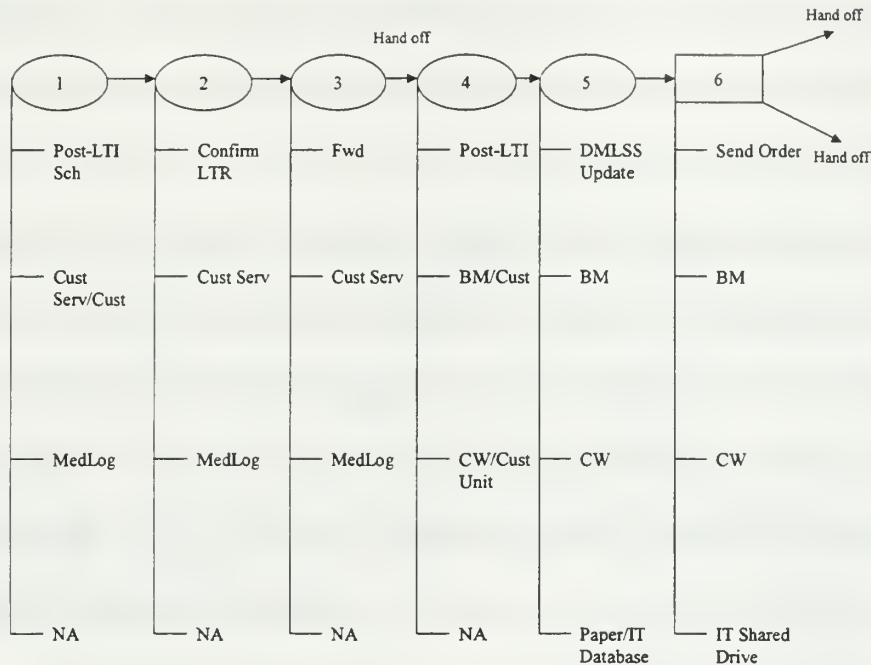 Hand off
Hand off
1
2
3
4
5
6
Hand off
Post-LTI
Sch
Confirm
LTR
Fwd
Post-LTI
DMLSS
Update
Send Order
Cust
Serv/Cust
Cust Serv
Cust Serv
BM/Cust
BM
BM
MedLog
MedLog
MedLog
CW/Cust
Unit
CW
CW
NA
NA
NA
NA
Paper/IT
Database
IT Shared
Drive